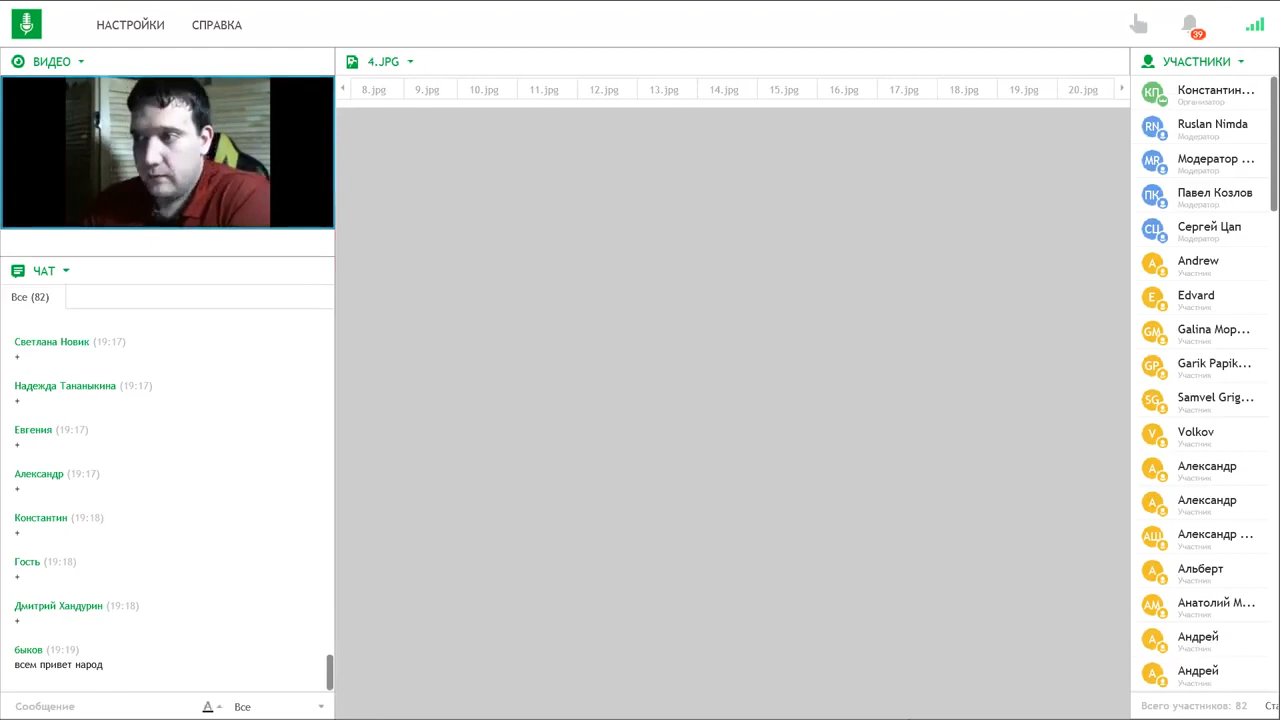 НАСТРОЙКИ СПРАВКА
39
ВИДЕО
4.JPG
УЧАСТНИКИ
8.jpg 9.jpg 10.jpg 11.jpg 12.jpg 13.jpg 14.jpg 15.jpg 16.jpg 17.jpg 18.jpg 19.jpg 20.jpg
ЧАТ
Все (82)
Светлана Новик (19:17)
+
Надежда Тананыкина (19:17)
+
Евгения (19:17)
+
Александр (19:17)
+
Константин (19:18)
+
Гость (19:18)
+
Дмитрий Хандурин (19:18)
+
быков (19:19)
всем привет народ
Сообщение A Все
КП Константин...
Организатор
RN Ruslan Nimda
Модератор
MR Модератор ...
Модератор
ПК Павел Козлов
Модератор
СЦ Сергей Цап
Модератор
A Andrew
Участник
E Edvard
Участник
GM Galina Мор...
Участник
GP Garik Papik...
Участник
SG Samvel Grig...
Участник
V Volkov
Участник
А Александр
Участник
А Александр
Участник
АШ Александр ...
Участник
А Альберт
Участник
АМ Анатолий М...
Участник
А Андрей
Участник
А Андрей
Участник
Всего участников: 82 Ста